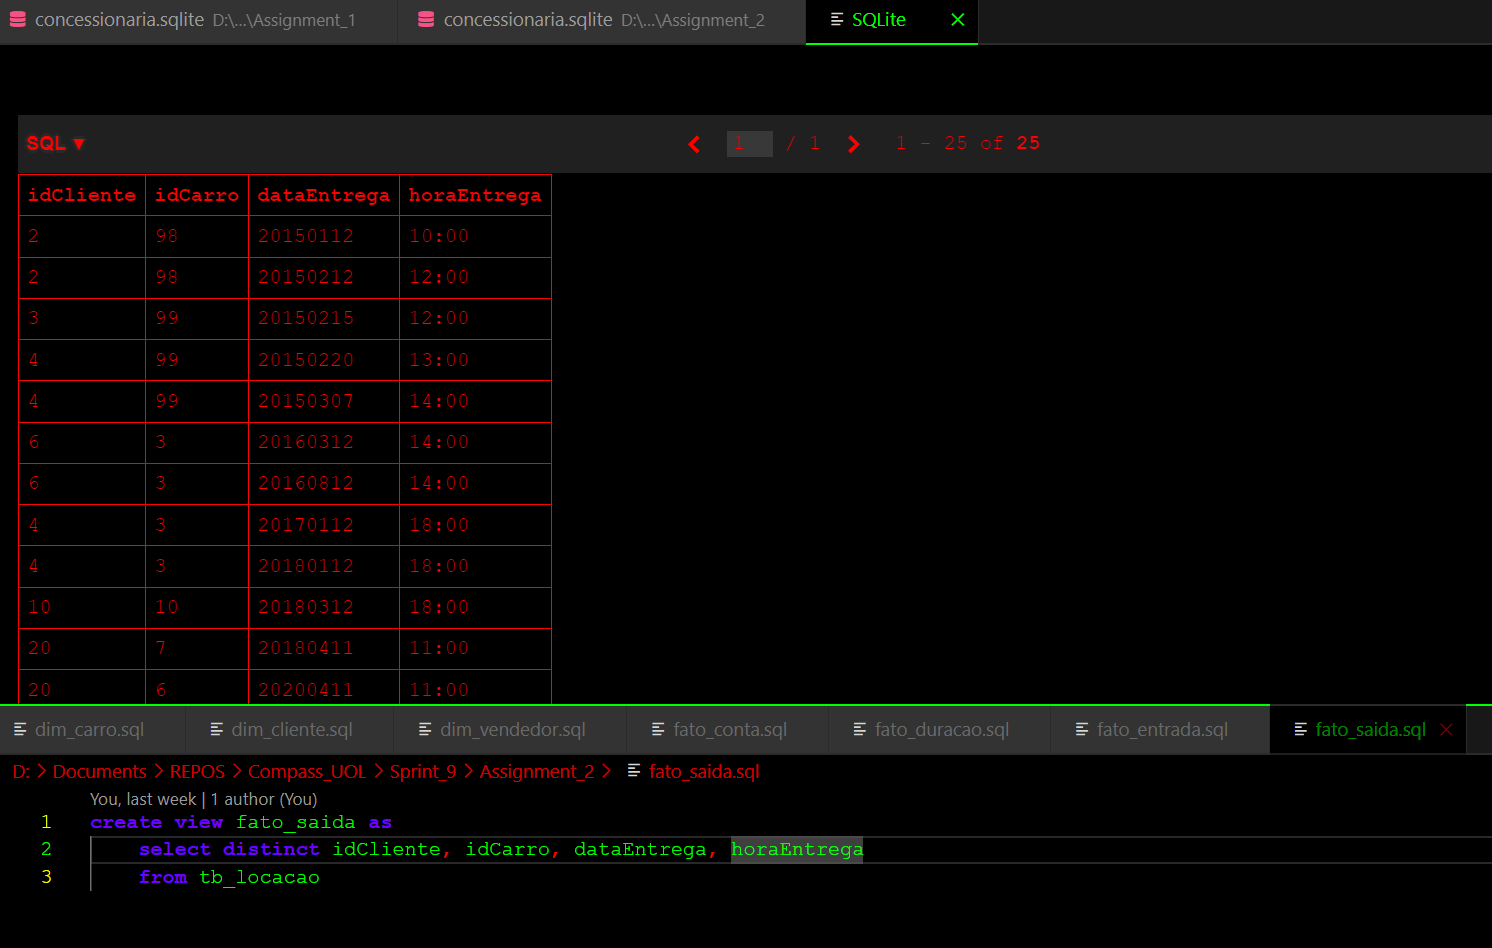 concessionaria.sqlite D:\...\Assignment_1 concessionaria.sqlite D:\...\Assignment_2 SQLite
SQL ▼ 1 / 1 1 - 25 of 25
idCliente idCarro dataEntrega horaEntrega
2 98 20150112 10:00
2 98 20150212 12:00
3 99 20150215 12:00
4 99 20150220 13:00
4 99 20150307 14:00
6 3 20160312 14:00
6 3 20160812 14:00
4 3 20170112 18:00
4 3 20180112 18:00
10 10 20180312 18:00
20 7 20180411 11:00
20 6 20200411 11:00
dim_carro.sql dim_cliente.sql dim_vendedor.sql fato_conta.sql fato_duracao.sql fato_entrada.sql fato_saida.sql
D: > Documents > REPOS > Compass_UOL > Sprint_9 > Assignment_2 > fato_saida.sql
You, last week | 1 author (You)
1 create view fato_saida as
2 select distinct idCliente, idCarro, dataEntrega, horaEntrega
3 from tb_locacao